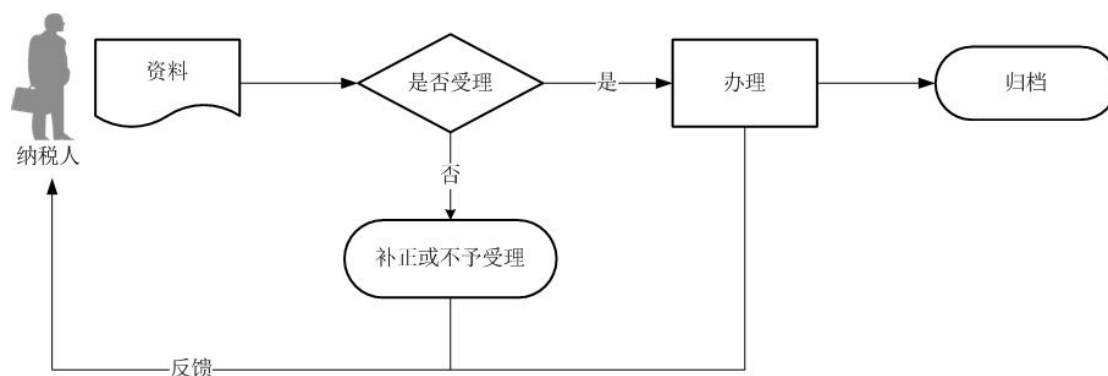 资料
是否受理
是
办理
归档
纳税人
否
补正或不予受理
反馈